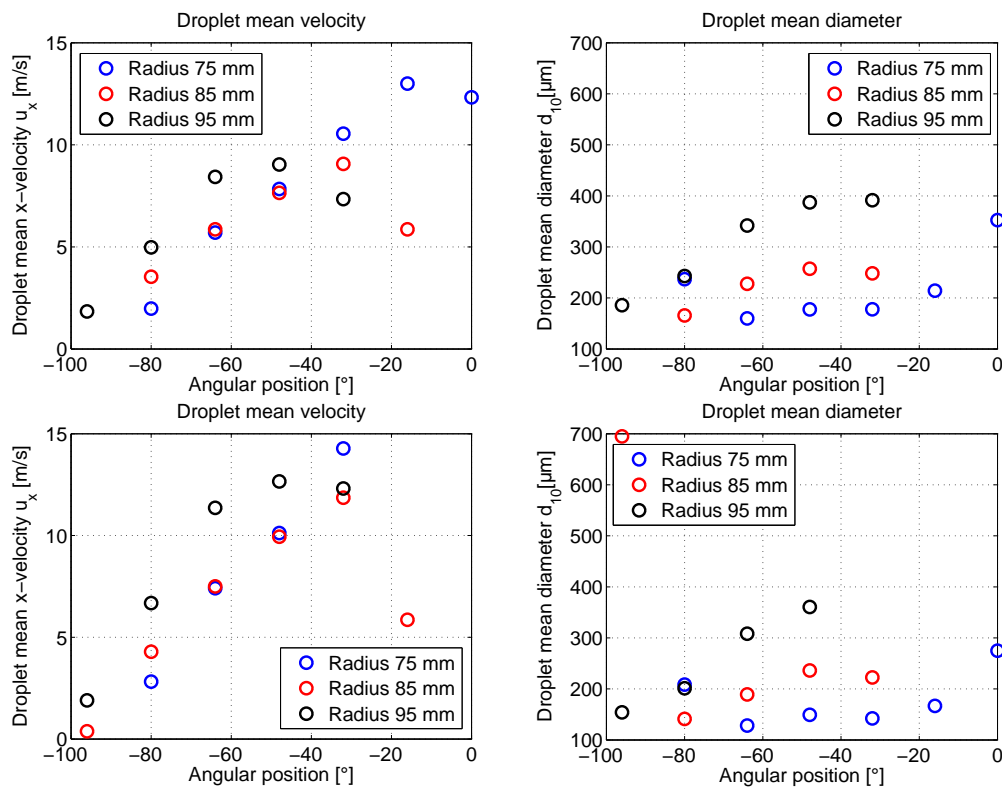 Droplet mean velocity
15
10
5
0
Droplet mean x−velocity u_x [m/s]
Radius 75 mm
Radius 85 mm
Radius 95 mm
−100 −80 −60 −40 −20 0
Angular position [°]
Droplet mean diameter
700
600
500
400
300
200
100
Droplet mean diameter d_10[µm]
Radius 75 mm
Radius 85 mm
Radius 95 mm
−100 −80 −60 −40 −20 0
Angular position [°]
Droplet mean velocity
15
10
5
0
Droplet mean x−velocity u_x [m/s]
Radius 75 mm
Radius 85 mm
Radius 95 mm
−100 −80 −60 −40 −20 0
Angular position [°]
Droplet mean diameter
700
600
500
400
300
200
100
Droplet mean diameter d_10[µm]
Radius 75 mm
Radius 85 mm
Radius 95 mm
−100 −80 −60 −40 −20 0
Angular position [°]